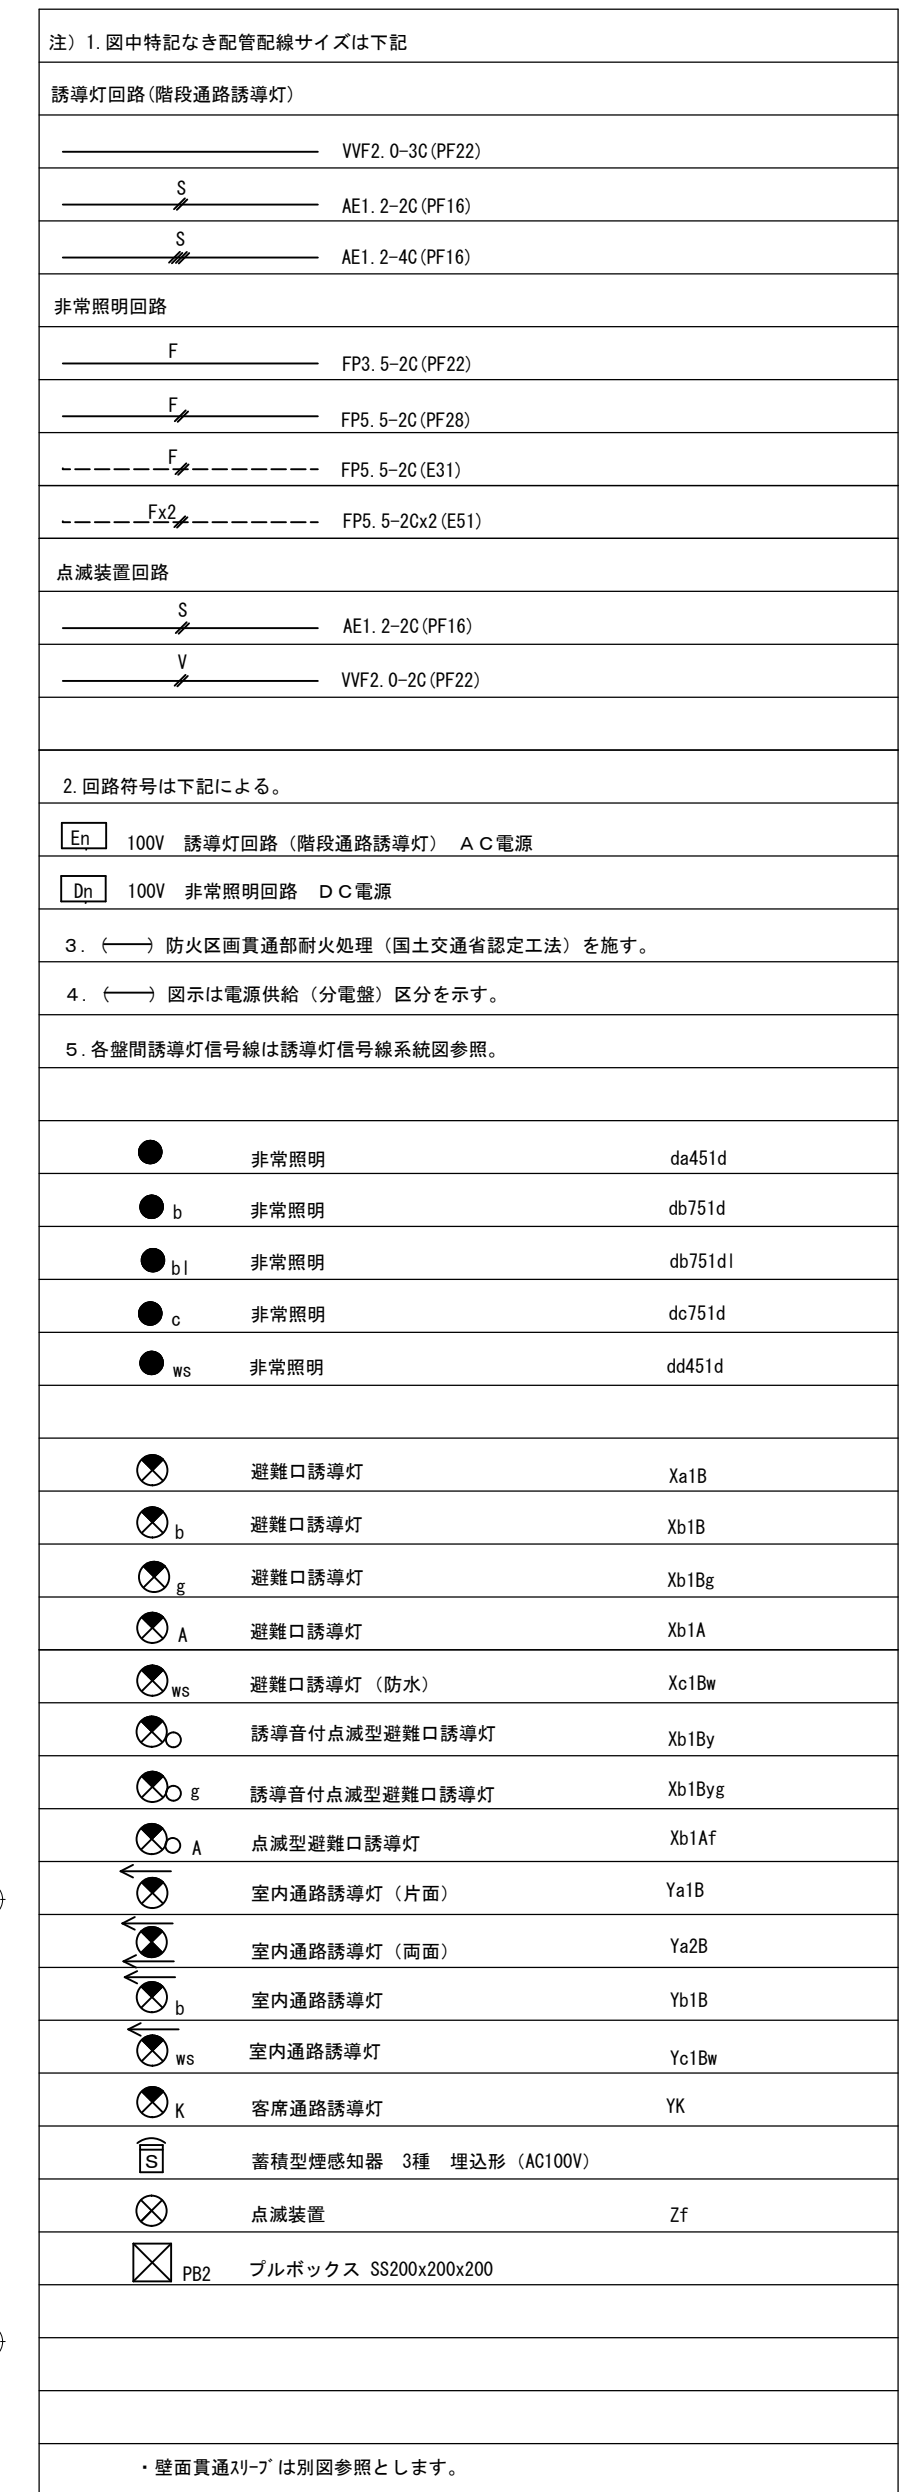 注）1.図中特記なき配管配線サイズは下記
誘導灯回路(階段通路誘導灯)
VVF2.0-3C(PF22)
S AE1.2-2C(PF16)
S AE1.2-4C(PF16)
非常照明回路
F FP3.5-2C(PF22)
F FP5.5-2C(PF28)
F FP5.5-2C(E31)
Fx2 FP5.5-2Cx2(E51)
点滅装置回路
S AE1.2-2C(PF16)
V VVF2.0-2C(PF22)
2.回路符号は下記による。
En 100V 誘導灯回路（階段通路誘導灯） ＡＣ電源
Dn 100V 非常照明回路 ＤＣ電源
３. 防火区画貫通部耐火処理（国土交通省認定工法）を施す。
４. 図示は電源供給（分電盤）区分を示す。
５.各盤間誘導灯信号線は誘導灯信号線系統図参照。
非常照明 da451d
b 非常照明 db751d
bl 非常照明 db751dl
c 非常照明 dc751d
ws 非常照明 dd451d
避難口誘導灯 Xa1B
b 避難口誘導灯 Xb1B
g 避難口誘導灯 Xb1Bg
A 避難口誘導灯 Xb1A
ws 避難口誘導灯（防水） Xc1Bw
誘導音付点滅型避難口誘導灯 Xb1By
g 誘導音付点滅型避難口誘導灯 Xb1Byg
A 点滅型避難口誘導灯 Xb1Af
室内通路誘導灯（片面） Ya1B
室内通路誘導灯（両面） Ya2B
b 室内通路誘導灯 Yb1B
ws 室内通路誘導灯 Yc1Bw
K 客席通路誘導灯 YK
S 蓄積型煙感知器 3種 埋込形（AC100V）
点滅装置 Zf
PB2 プルボックス SS200x200x200
・壁面貫通ｽﾘｰﾌﾞは別図参照とします。